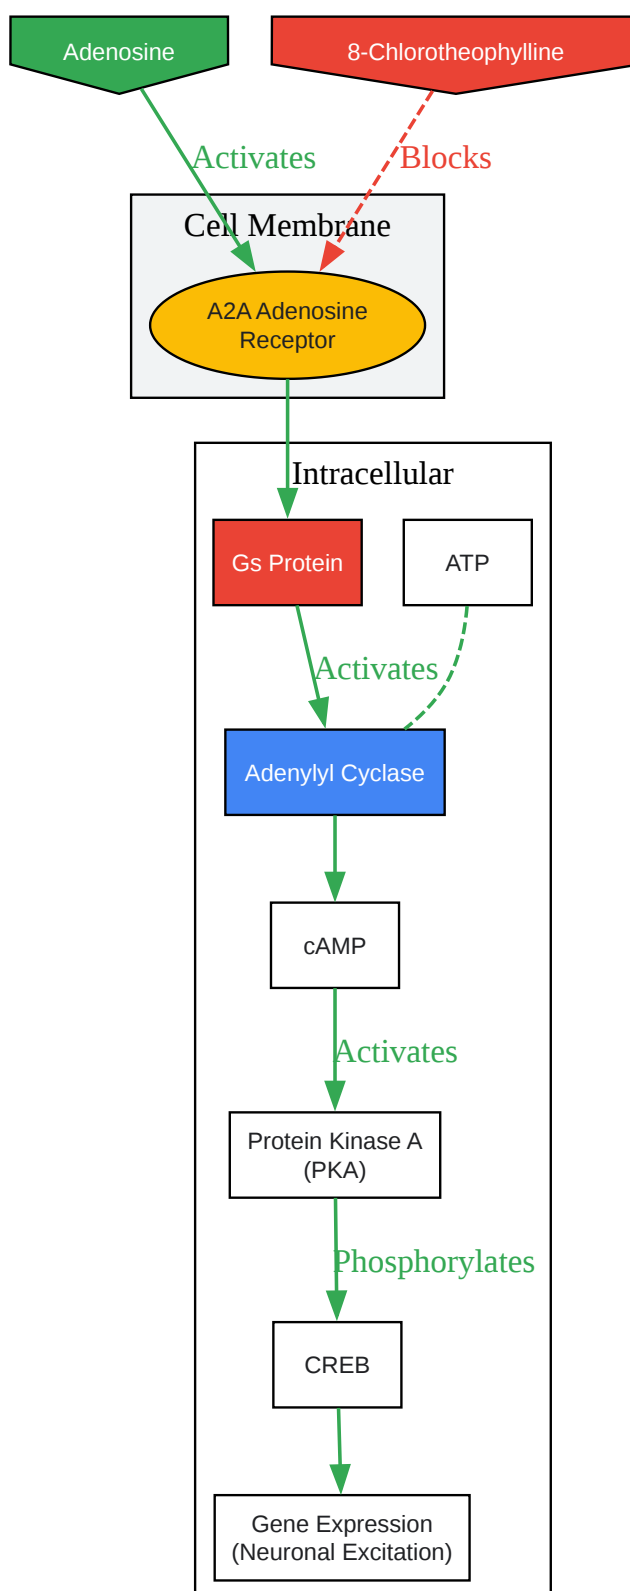 Adenosine
8-Chlorotheophylline
Activates
Blocks
Cell Membrane
A2A Adenosine
Receptor
Intracellular
Gs Protein
ATP
Activates
Adenylyl Cyclase
cAMP
Activates
Protein Kinase A
(PKA)
Phosphorylates
CREB
Gene Expression
(Neuronal Excitation)